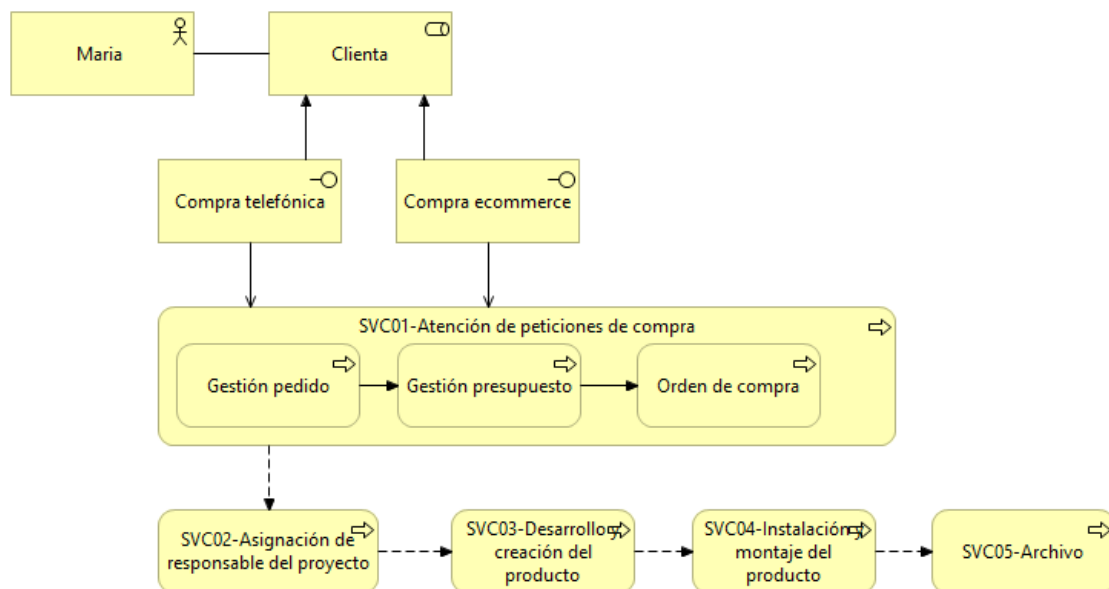 Maria
Clienta
Compra telefónica
Compra ecommerce
SVC01-Atención de peticiones de compra
Gestión pedido
Gestión presupuesto
Orden de compra
SVC02-Asignación de
responsable del proyecto
SVC03-Desarrollo y
creación del
producto
SVC04-Instalación y
montaje del
producto
SVC05-Archivo